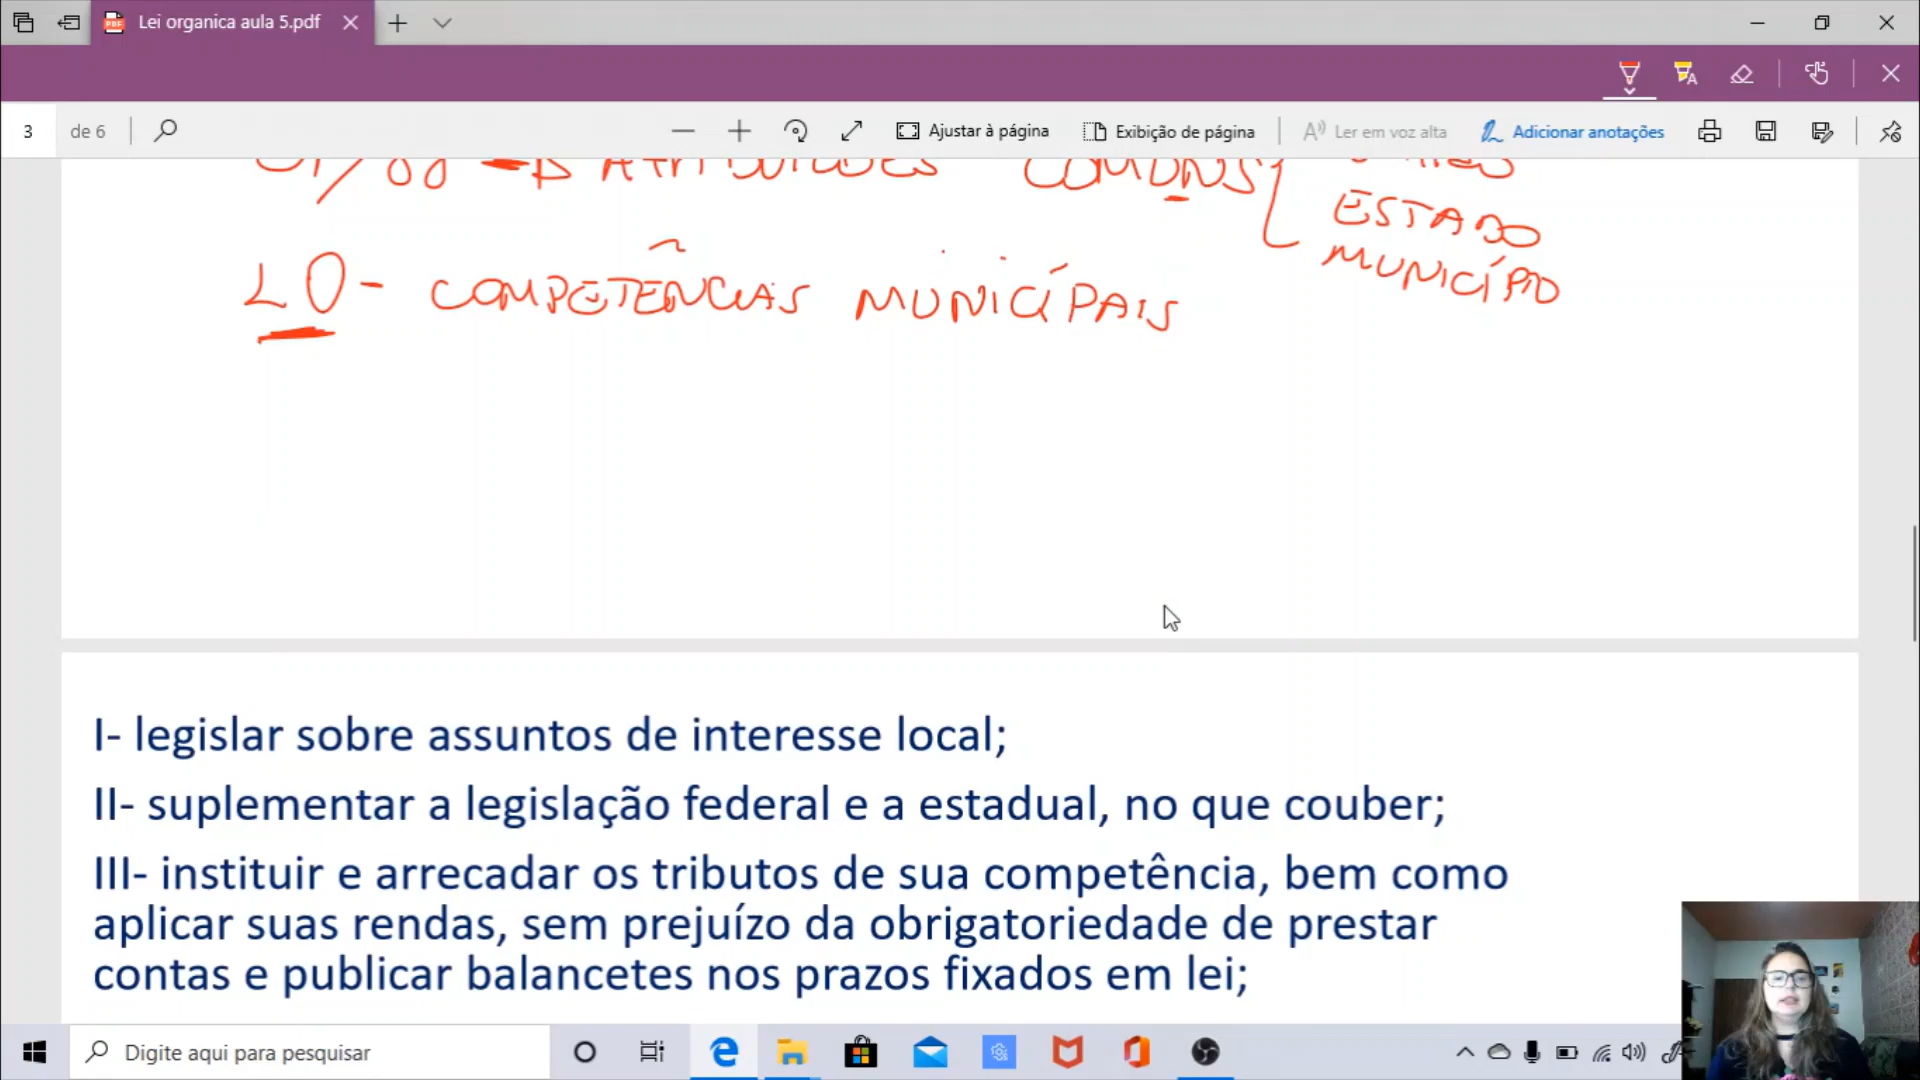 Lei organica aula 5.pdf
3 de 6
Ajustar à página
Exibição de página
Ler em voz alta
Adicionar anotações
COMUNS
ESTADO
MUNICÍPIO
LO - COMPETÊNCIAS MUNICÍPAIS
I- legislar sobre assuntos de interesse local;
II- suplementar a legislação federal e a estadual, no que couber;
III- instituir e arrecadar os tributos de sua competência, bem como
aplicar suas rendas, sem prejuízo da obrigatoriedade de prestar
contas e publicar balancetes nos prazos fixados em lei;
Digite aqui para pesquisar